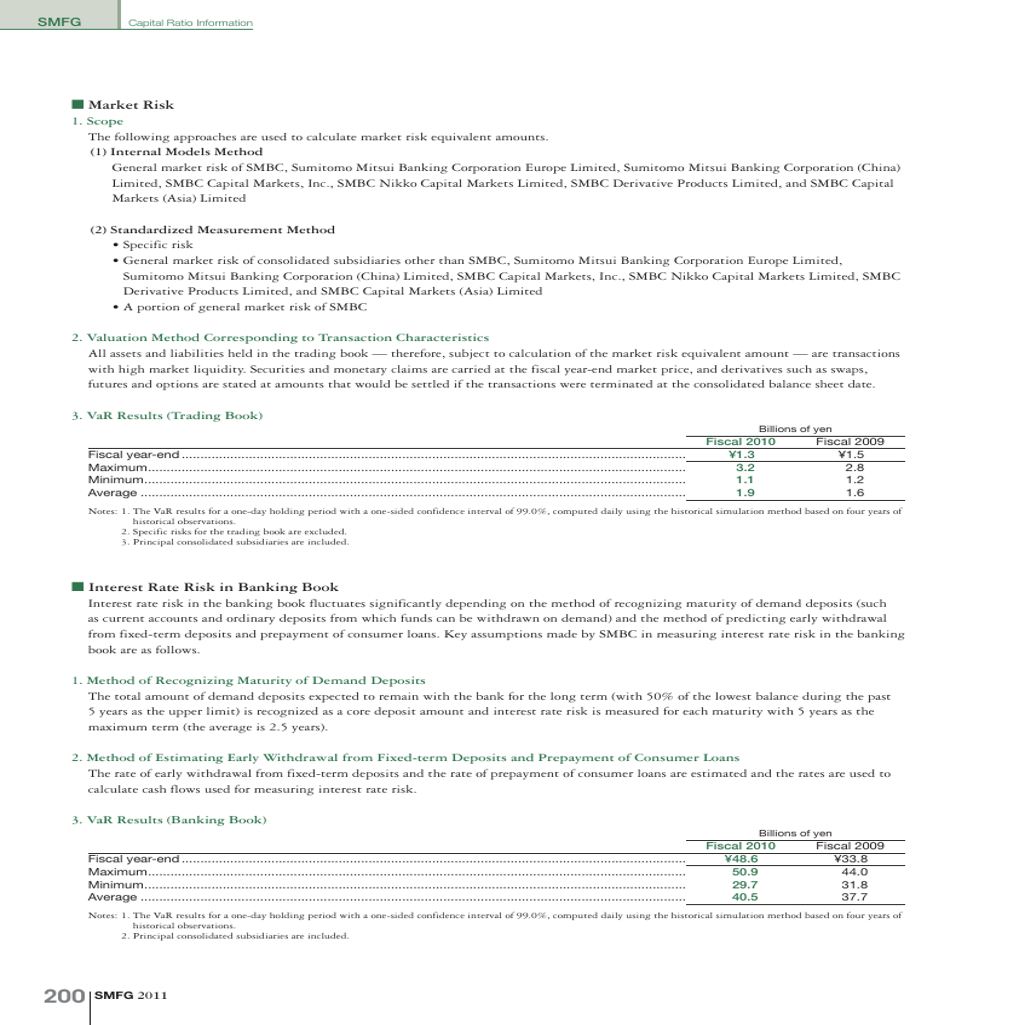 SMFG
Capital Ratio Information
■ Market Risk
1. Scope
The following approaches are used to calculate market risk equivalent amounts.
(1) Internal Models Method
General market risk of SMBC, Sumitomo Mitsui Banking Corporation Europe Limited, Sumitomo Mitsui Banking Corporation (China)
Limited, SMBC Capital Markets, Inc., SMBC Nikko Capital Markets Limited, SMBC Derivative Products Limited, and SMBC Capital
Markets (Asia) Limited
(2) Standardized Measurement Method
• Specific risk
• General market risk of consolidated subsidiaries other than SMBC, Sumitomo Mitsui Banking Corporation Europe Limited,
Sumitomo Mitsui Banking Corporation (China) Limited, SMBC Capital Markets, Inc., SMBC Nikko Capital Markets Limited, SMBC
Derivative Products Limited, and SMBC Capital Markets (Asia) Limited
• A portion of general market risk of SMBC
2. Valuation Method Corresponding to Transaction Characteristics
All assets and liabilities held in the trading book — therefore, subject to calculation of the market risk equivalent amount — are transactions
with high market liquidity. Securities and monetary claims are carried at the fiscal year-end market price, and derivatives such as swaps,
futures and options are stated at amounts that would be settled if the transactions were terminated at the consolidated balance sheet date.
3. VaR Results (Trading Book)
Billions of yen
Fiscal 2010 Fiscal 2009
Fiscal year-end ¥1.3 ¥1.5
Maximum 3.2 2.8
Minimum 1.1 1.2
Average 1.9 1.6
Notes: 1. The VaR results for a one-day holding period with a one-sided confidence interval of 99.0%, computed daily using the historical simulation method based on four years of
historical observations.
2. Specific risks for the trading book are excluded.
3. Principal consolidated subsidiaries are included.
■ Interest Rate Risk in Banking Book
Interest rate risk in the banking book fluctuates significantly depending on the method of recognizing maturity of demand deposits (such
as current accounts and ordinary deposits from which funds can be withdrawn on demand) and the method of predicting early withdrawal
from fixed-term deposits and prepayment of consumer loans. Key assumptions made by SMBC in measuring interest rate risk in the banking
book are as follows.
1. Method of Recognizing Maturity of Demand Deposits
The total amount of demand deposits expected to remain with the bank for the long term (with 50% of the lowest balance during the past
5 years as the upper limit) is recognized as a core deposit amount and interest rate risk is measured for each maturity with 5 years as the
maximum term (the average is 2.5 years).
2. Method of Estimating Early Withdrawal from Fixed-term Deposits and Prepayment of Consumer Loans
The rate of early withdrawal from fixed-term deposits and the rate of prepayment of consumer loans are estimated and the rates are used to
calculate cash flows used for measuring interest rate risk.
3. VaR Results (Banking Book)
Billions of yen
Fiscal 2010 Fiscal 2009
Fiscal year-end ¥48.6 ¥33.8
Maximum 50.9 44.0
Minimum 29.7 31.8
Average 40.5 37.7
Notes: 1. The VaR results for a one-day holding period with a one-sided confidence interval of 99.0%, computed daily using the historical simulation method based on four years of
historical observations.
2. Principal consolidated subsidiaries are included.
200 SMFG 2011